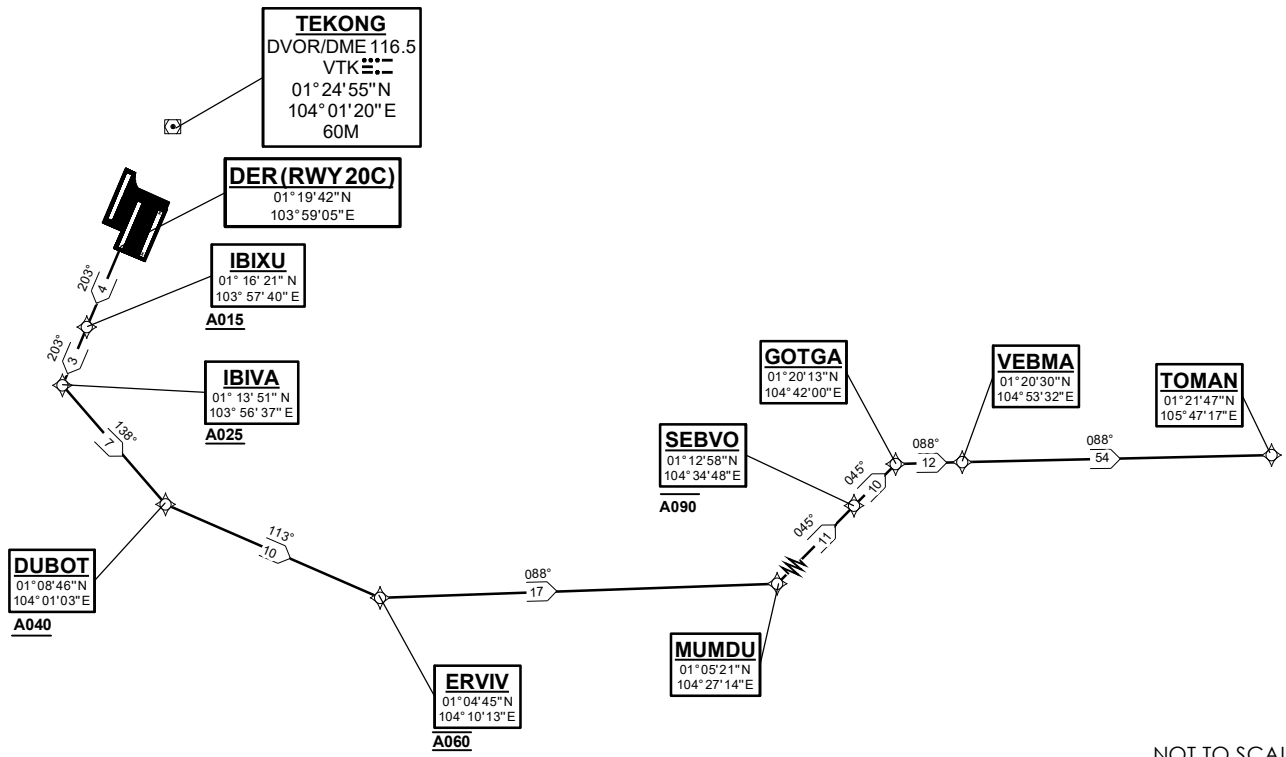 TEKONG
DVOR/DME 116.5
VTK
01°24'55"N
104°01'20"E
60M
DER (RWY 20C)
01°19'42"N
103°59'05"E
203°
4
IBIXU
01° 16' 21" N
103° 57' 40" E
A015
203°
3
IBIVA
01° 13' 51" N
103° 56' 37" E
A025
138°
7
DUBOT
01°08'46"N
104°01'03"E
A040
113°
10
ERVIV
01°04'45"N
104°10'13"E
A060
088°
17
MUMDU
01°05'21"N
104°27'14"E
045°
11
SEBVO
01°12'58"N
104°34'48"E
A090
045°
10
GOTGA
01°20'13"N
104°42'00"E
088°
12
VEBMA
01°20'30"N
104°53'32"E
088°
54
TOMAN
01°21'47"N
105°47'17"E
NOT TO SCAL